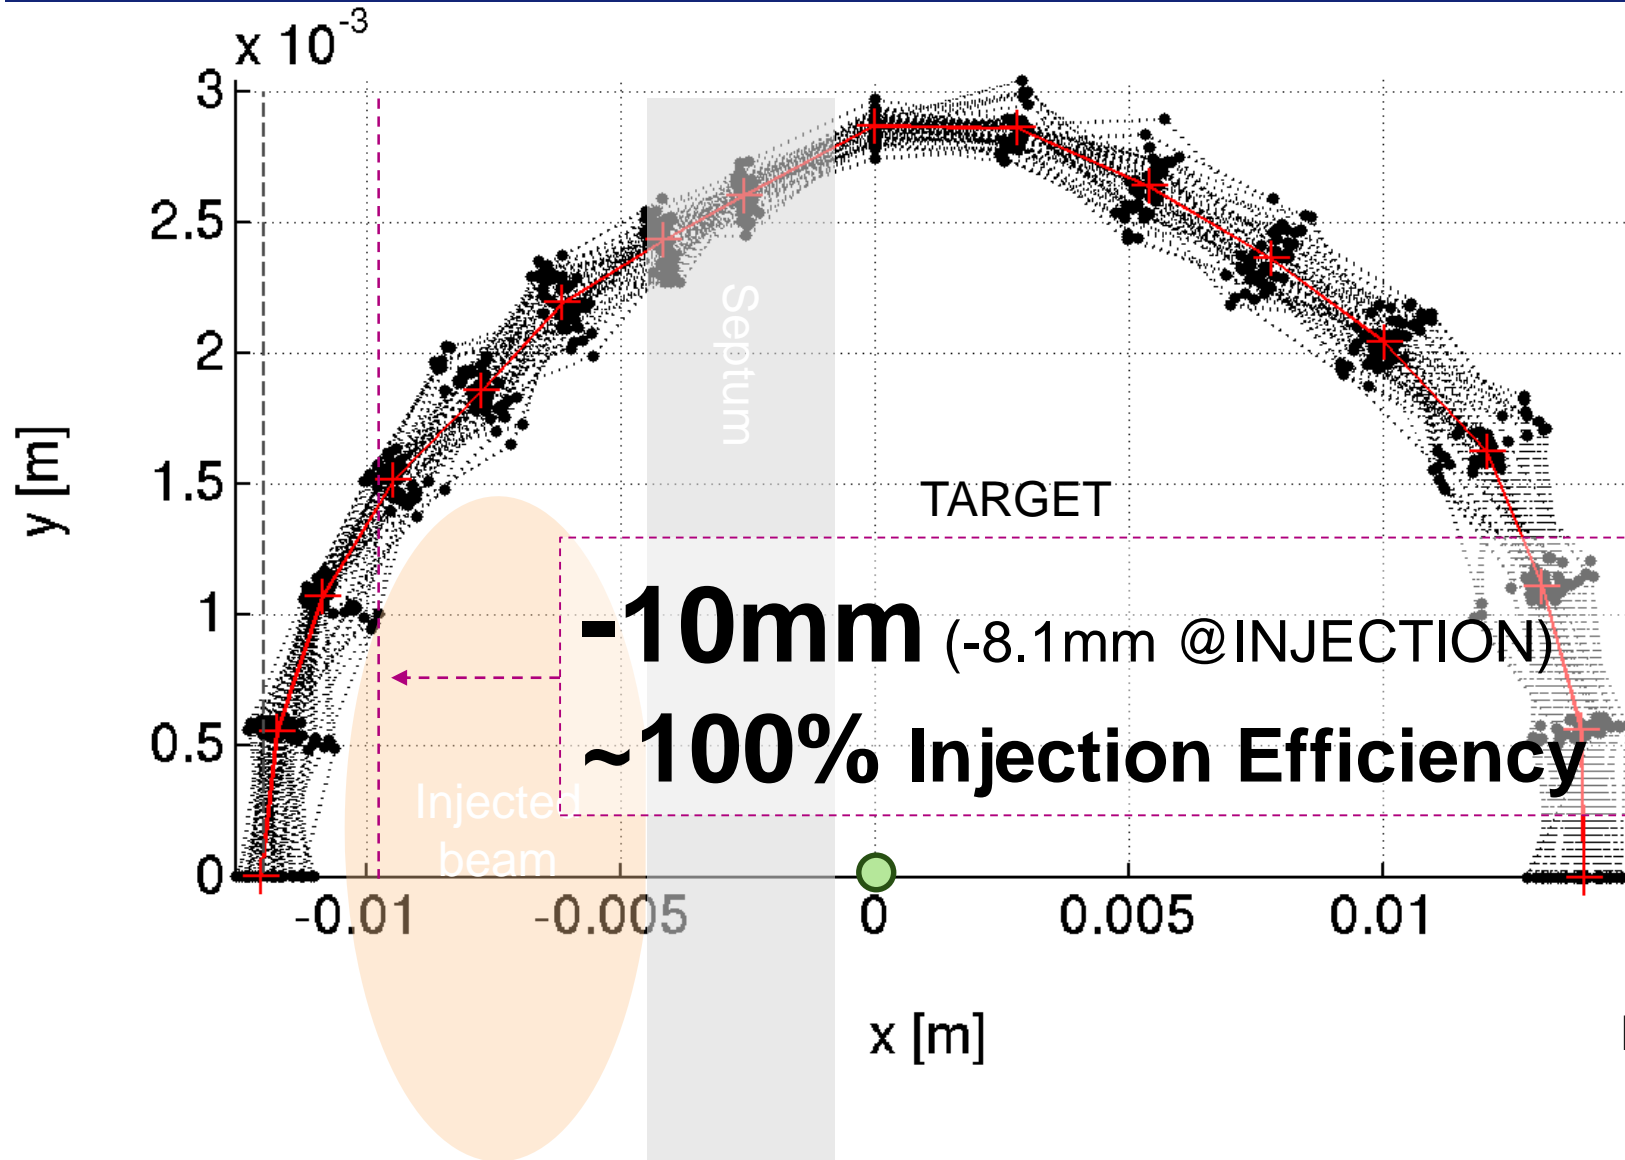 x 10^-3
3
2.5
2
1.5
1
0.5
0
y [m]
Septum
TARGET
-10mm (-8.1mm @INJECTION)
~100% Injection Efficiency
Injected
beam
-0.01 -0.005 0 0.005 0.01
x [m]